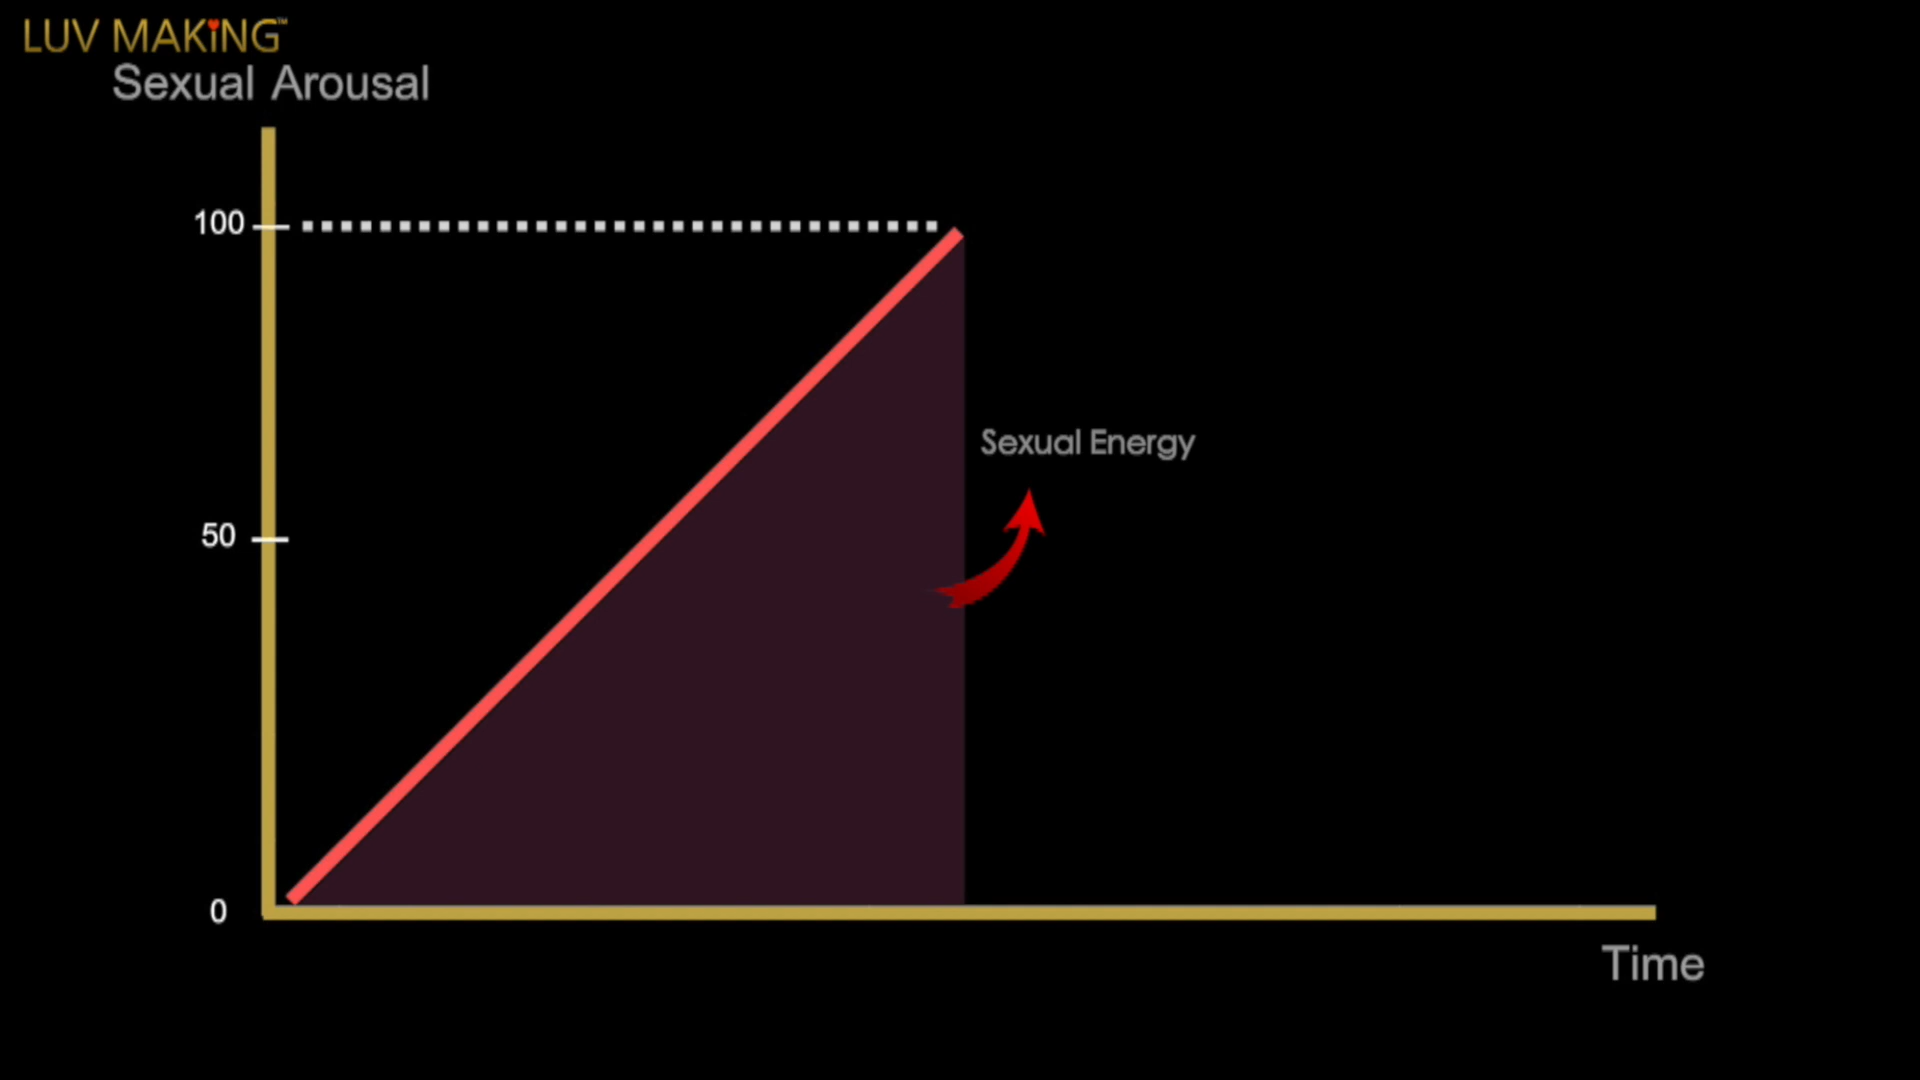 LUV MAKiNG™
Sexual Arousal
100
50
Sexual Energy
0
Time